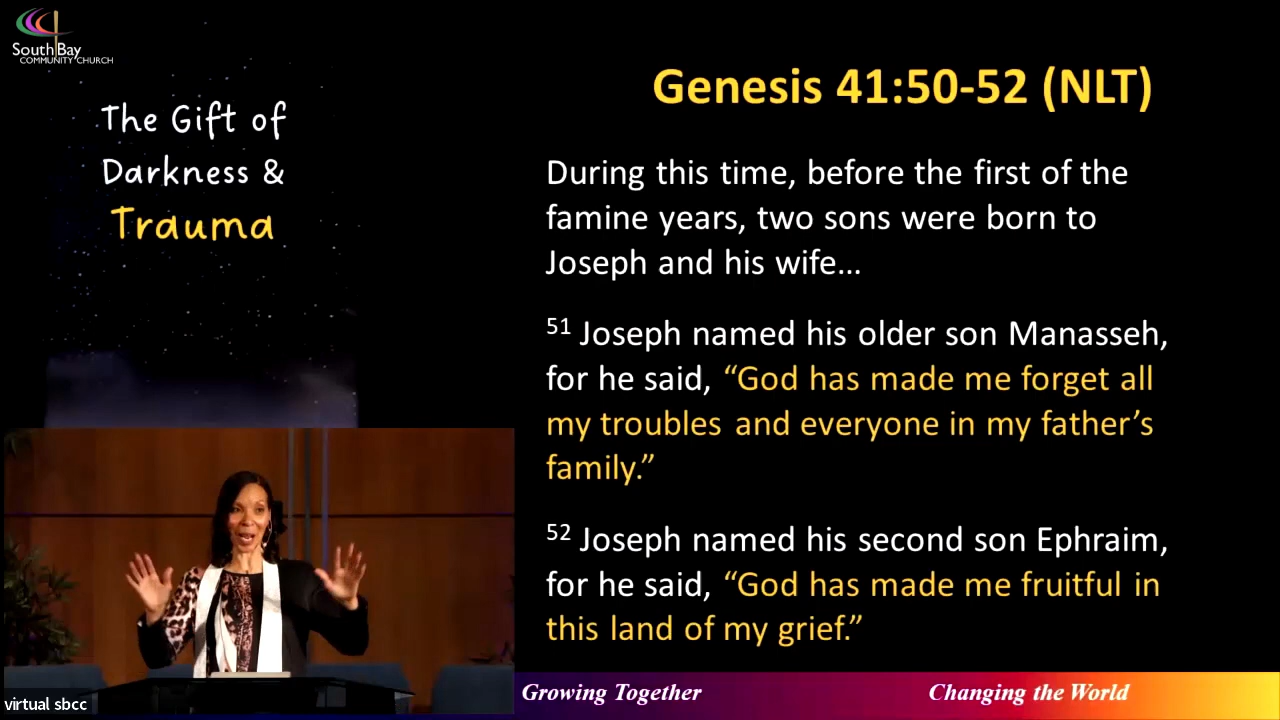 South Bay
COMMUNITY CHURCH
The Gift of
Darkness &
Trauma
Genesis 41:50-52 (NLT)
During this time, before the first of the
famine years, two sons were born to
Joseph and his wife…
51 Joseph named his older son Manasseh,
for he said, “God has made me forget all
my troubles and everyone in my father’s
family.”
52 Joseph named his second son Ephraim,
for he said, “God has made me fruitful in
this land of my grief.”
virtual sbcc
Growing Together
Changing the World